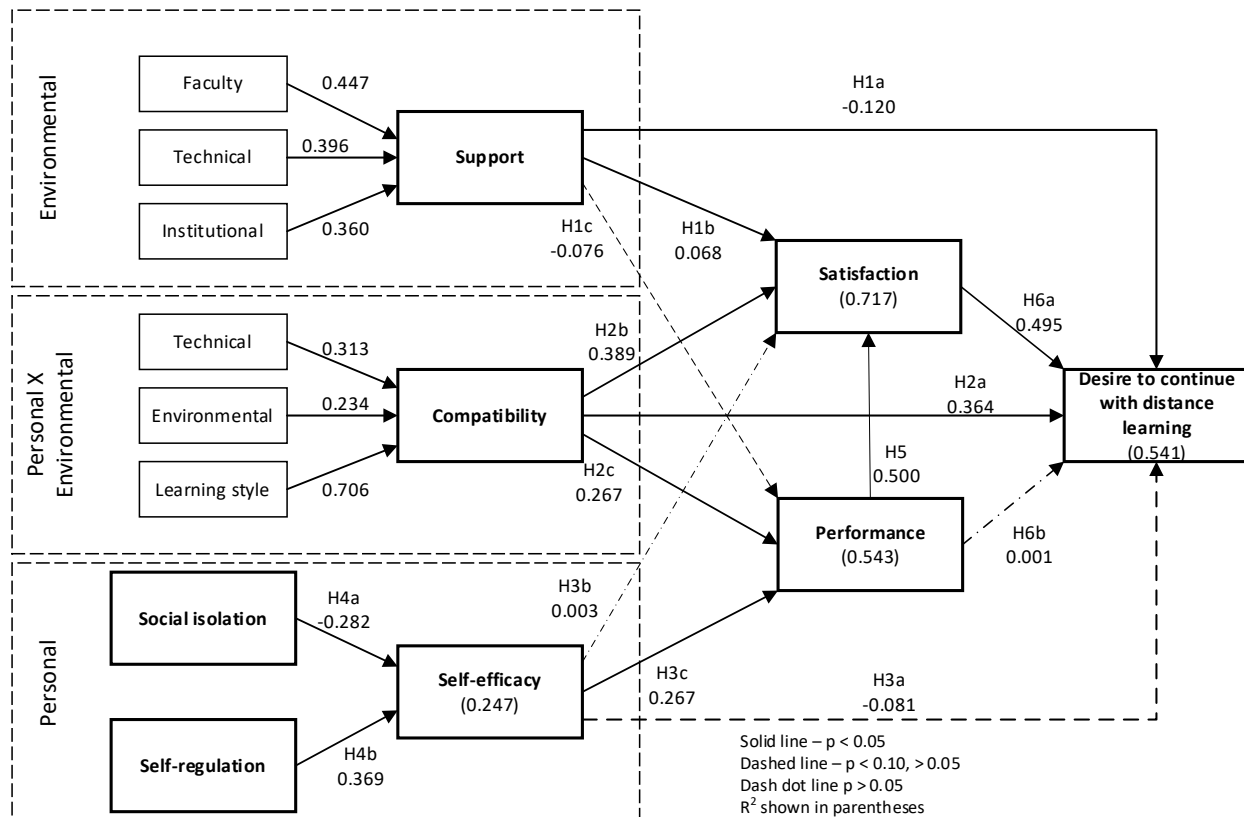 Environmental
Faculty
0.447
Technical
0.396
Institutional
0.360
Support
H1a
-0.120
H1c
-0.076
H1b
0.068
Satisfaction
(0.717)
H6a
0.495
Personal X
Environmental
Technical
0.313
Environmental
0.234
Learning style
0.706
Compatibility
H2b
0.389
H2a
0.364
H2c
0.267
H5
0.500
Desire to continue
with distance
learning
(0.541)
Performance
(0.543)
H6b
0.001
Personal
Social isolation
H4a
-0.282
Self-regulation
H4b
0.369
Self-efficacy
(0.247)
H3b
0.003
H3c
0.267
H3a
-0.081
Solid line – p < 0.05
Dashed line – p < 0.10, > 0.05
Dash dot line p > 0.05
R² shown in parentheses